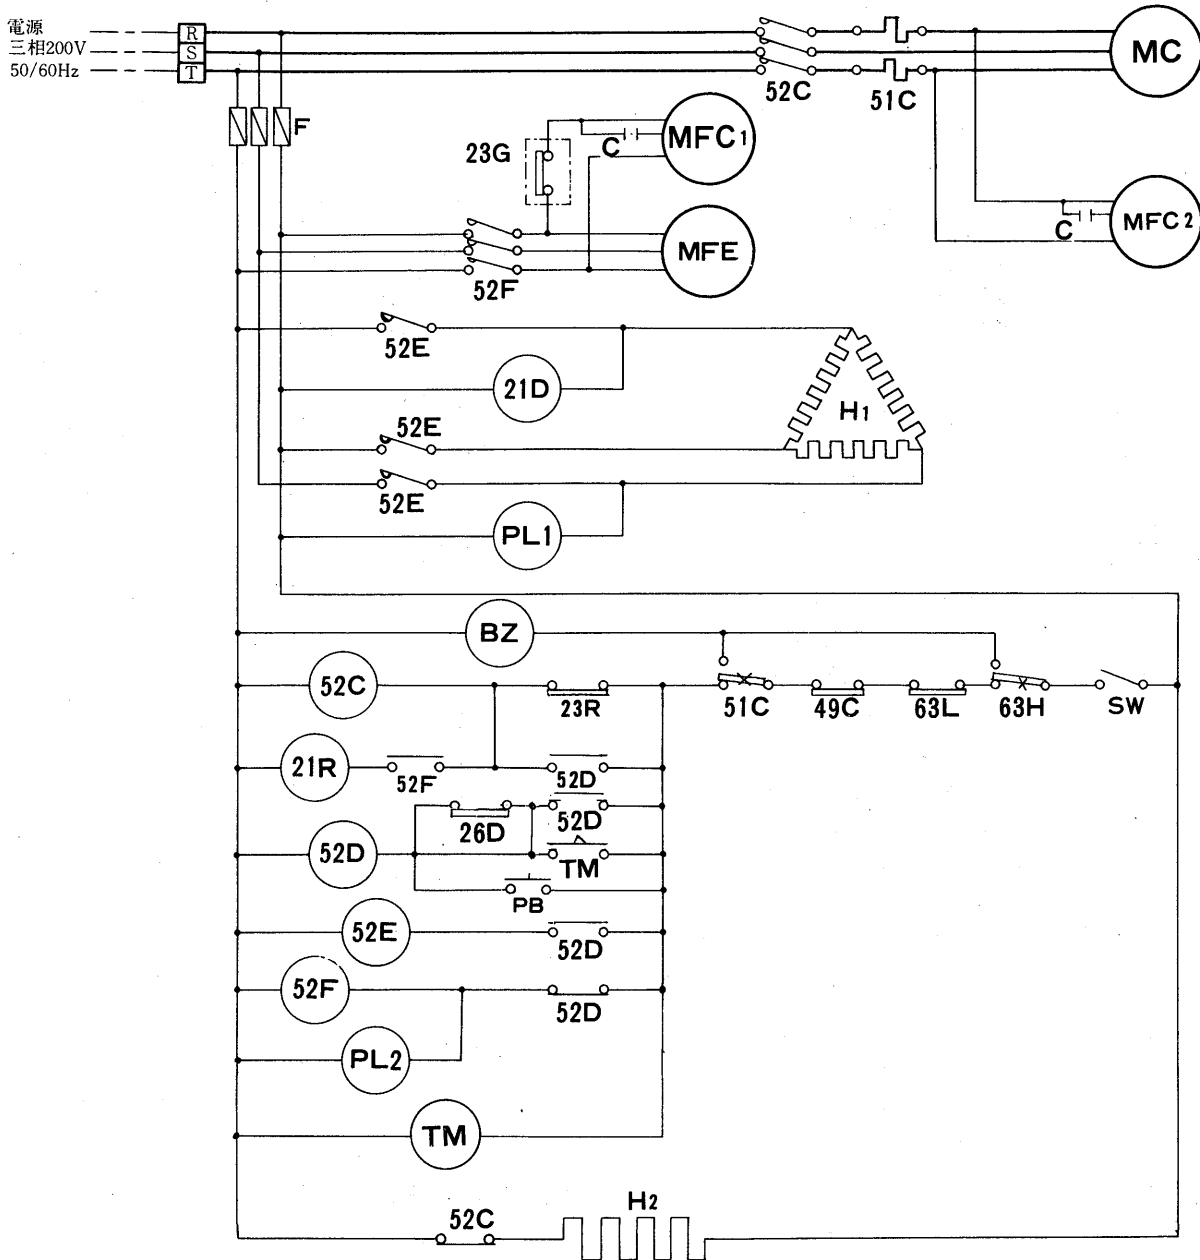 電源
三相200V
50/60Hz
R
S
T
F
52C
51C
MC
23G
C
MFC1
MFE
52F
C
MFC2
52E
21D
H1
52E
52E
PL1
BZ
52C
23R
51C
49C
63L
63H
SW
21R
52F
52D
26D
52D
52D
TM
PB
52E
52D
52F
52D
PL2
TM
52C
H2